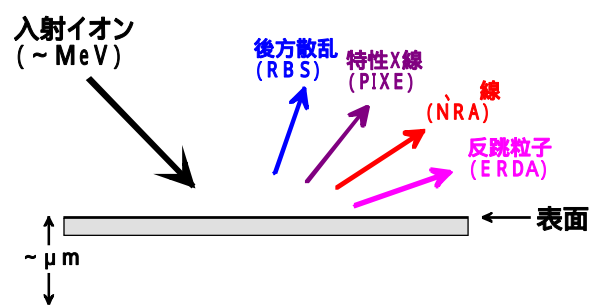 入射イオン
(~MeV)
後方散乱
(RBS)
特性X線
(PIXE)
線
(NRA)
反跳粒子
(ERDA)
表面
~μm